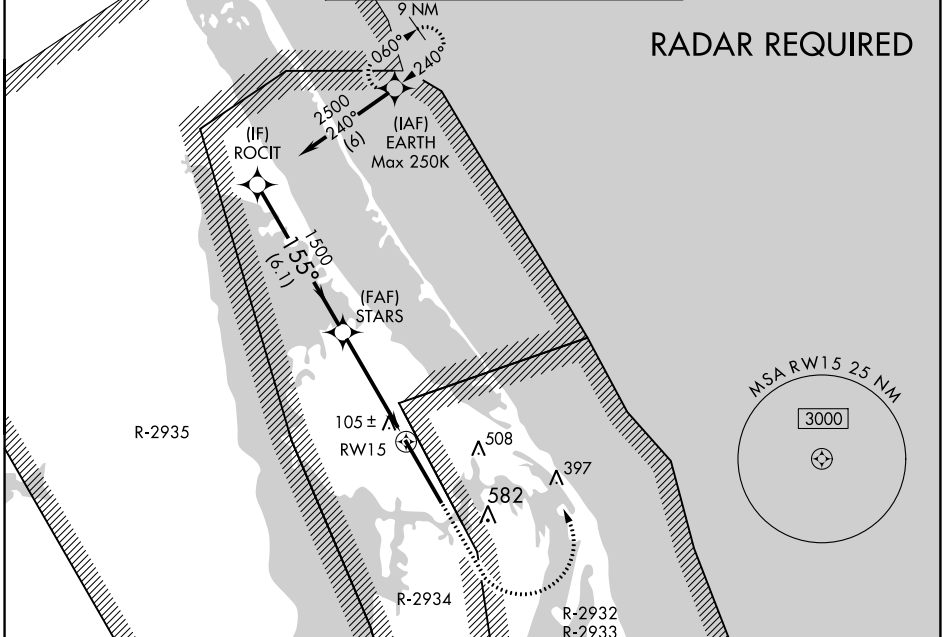 9 NM
RADAR REQUIRED
060°
240°
2500
240°
(6)
(IAF)
EARTH
Max 250K
(IF)
ROCIT
1500
155°
(6.1)
(FAF)
STARS
MSA RW15 25 NM
3000
105 ±
RW15
R-2935
508
397
582
R-2934
R-2932
R-2933